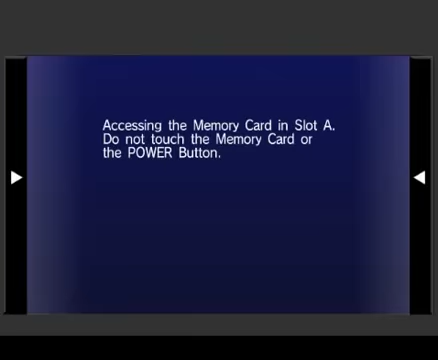 Accessing the Memory Card in Slot A.
Do not touch the Memory Card or
the POWER Button.